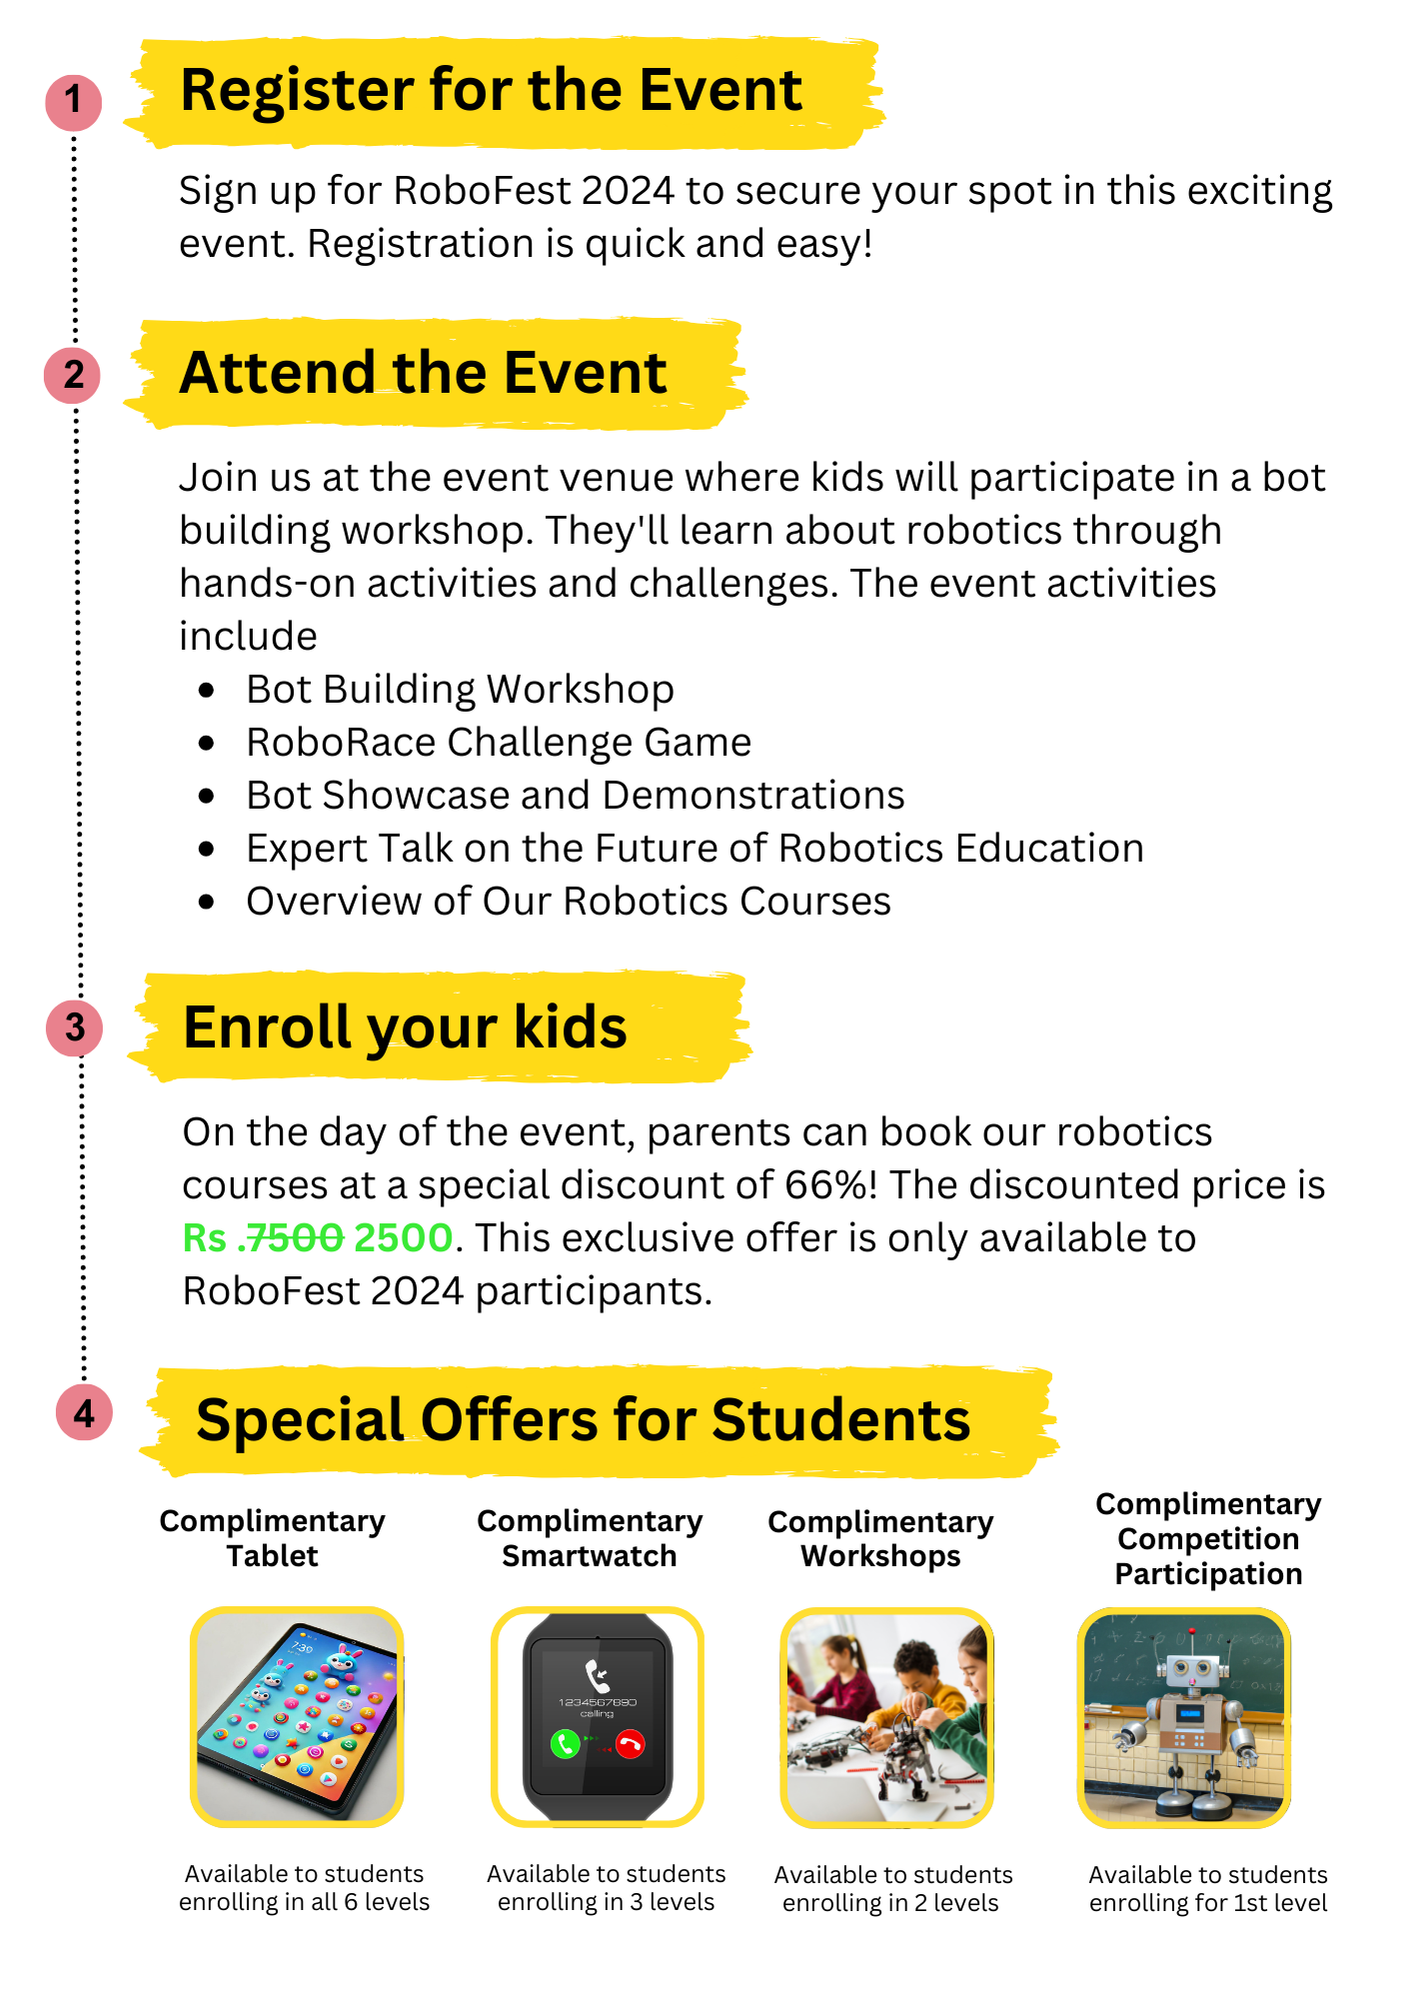 1
Register for the Event
Sign up for RoboFest 2024 to secure your spot in this exciting
event. Registration is quick and easy!
2
Attend the Event
Join us at the event venue where kids will participate in a bot
building workshop. They'll learn about robotics through
hands-on activities and challenges. The event activities
include
• Bot Building Workshop
• RoboRace Challenge Game
• Bot Showcase and Demonstrations
• Expert Talk on the Future of Robotics Education
• Overview of Our Robotics Courses
3
Enroll your kids
On the day of the event, parents can book our robotics
courses at a special discount of 66%! The discounted price is
Rs .7500 2500. This exclusive offer is only available to
RoboFest 2024 participants.
4
Special Offers for Students
Complimentary
Tablet
Complimentary
Smartwatch
Complimentary
Workshops
Complimentary
Competition
Participation
7:39
1234567890
calling
Available to students
enrolling in all 6 levels
Available to students
enrolling in 3 levels
Available to students
enrolling in 2 levels
Available to students
enrolling for 1st level